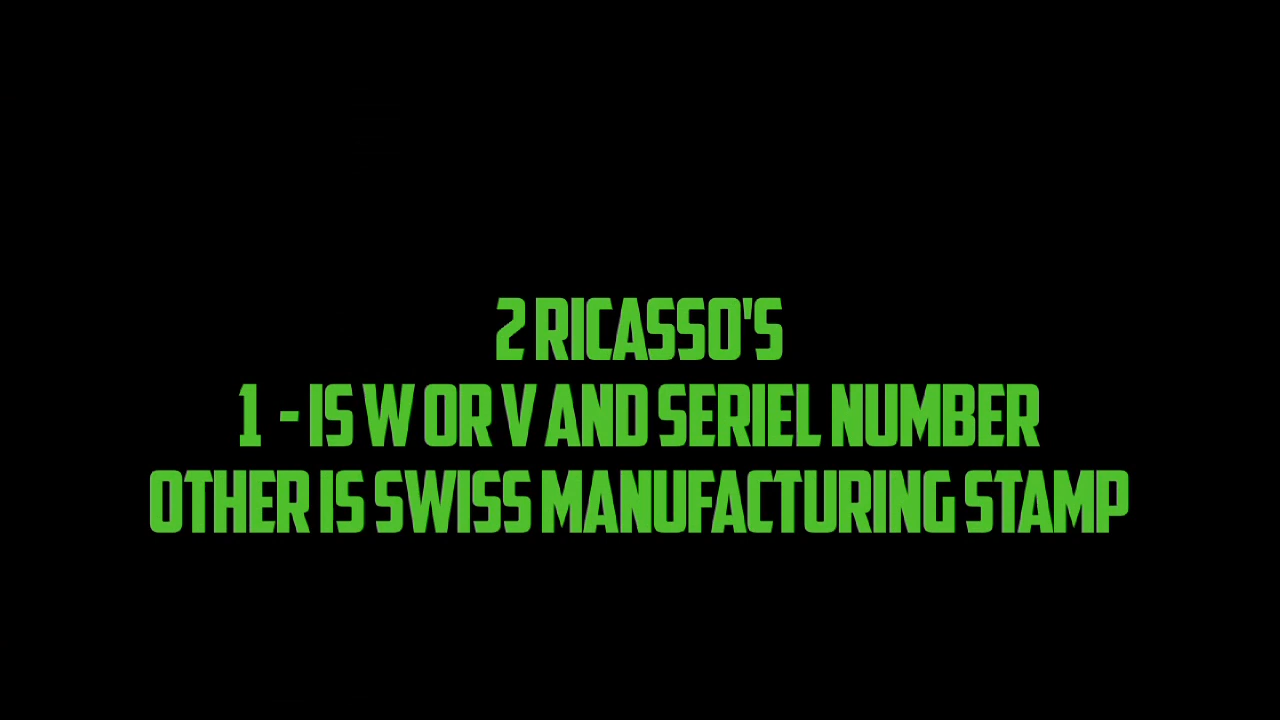 2 RICASSO'S
1 - IS W OR V AND SERIEL NUMBER
OTHER IS SWISS MANUFACTURING STAMP